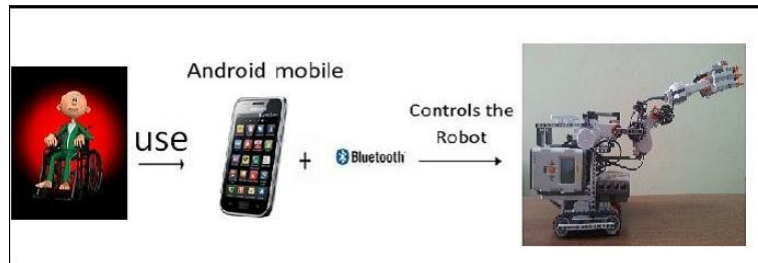 Android mobile
use
+
Bluetooth
Controls the
Robot